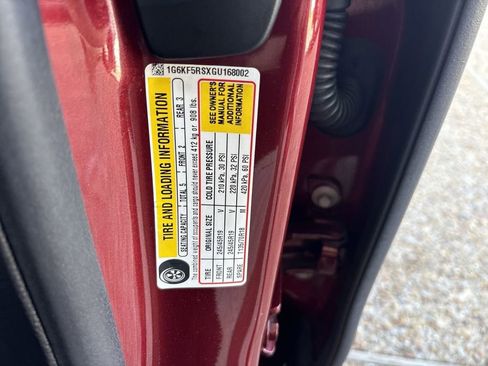 1G6KF5RSXGU168002
TIRE AND LOADING INFORMATION
SEATING CAPACITY TOTAL 5 FRONT 2 REAR 3
The combined weight of occupants and cargo should never exceed 412 kg or 908 lbs.
TIRE ORIGINAL SIZE COLD TIRE PRESSURE
FRONT 245/45R19 V 210 kPa, 30 PSI
REAR 245/45R19 V 220 kPa, 32 PSI
SPARE T135/70R18 M 420 kPa, 60 PSI
SEE OWNER'S
MANUAL FOR
ADDITIONAL
INFORMATION